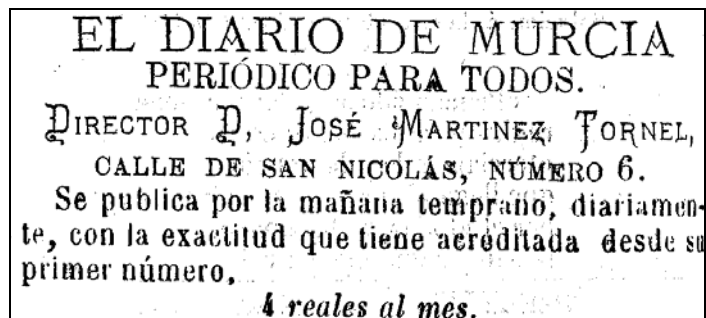 EL DIARIO DE MURCIA
PERIÓDICO PARA TODOS.
DIRECTOR D, JOSÉ MARTINEZ TORNEL,
CALLE DE SAN NICOLÁS, NÚMERO 6.
Se publica por la mañana temprano, diariamen-
te, con la exactitud que tiene acreditada desde su
primer número,
4 reales al mes.